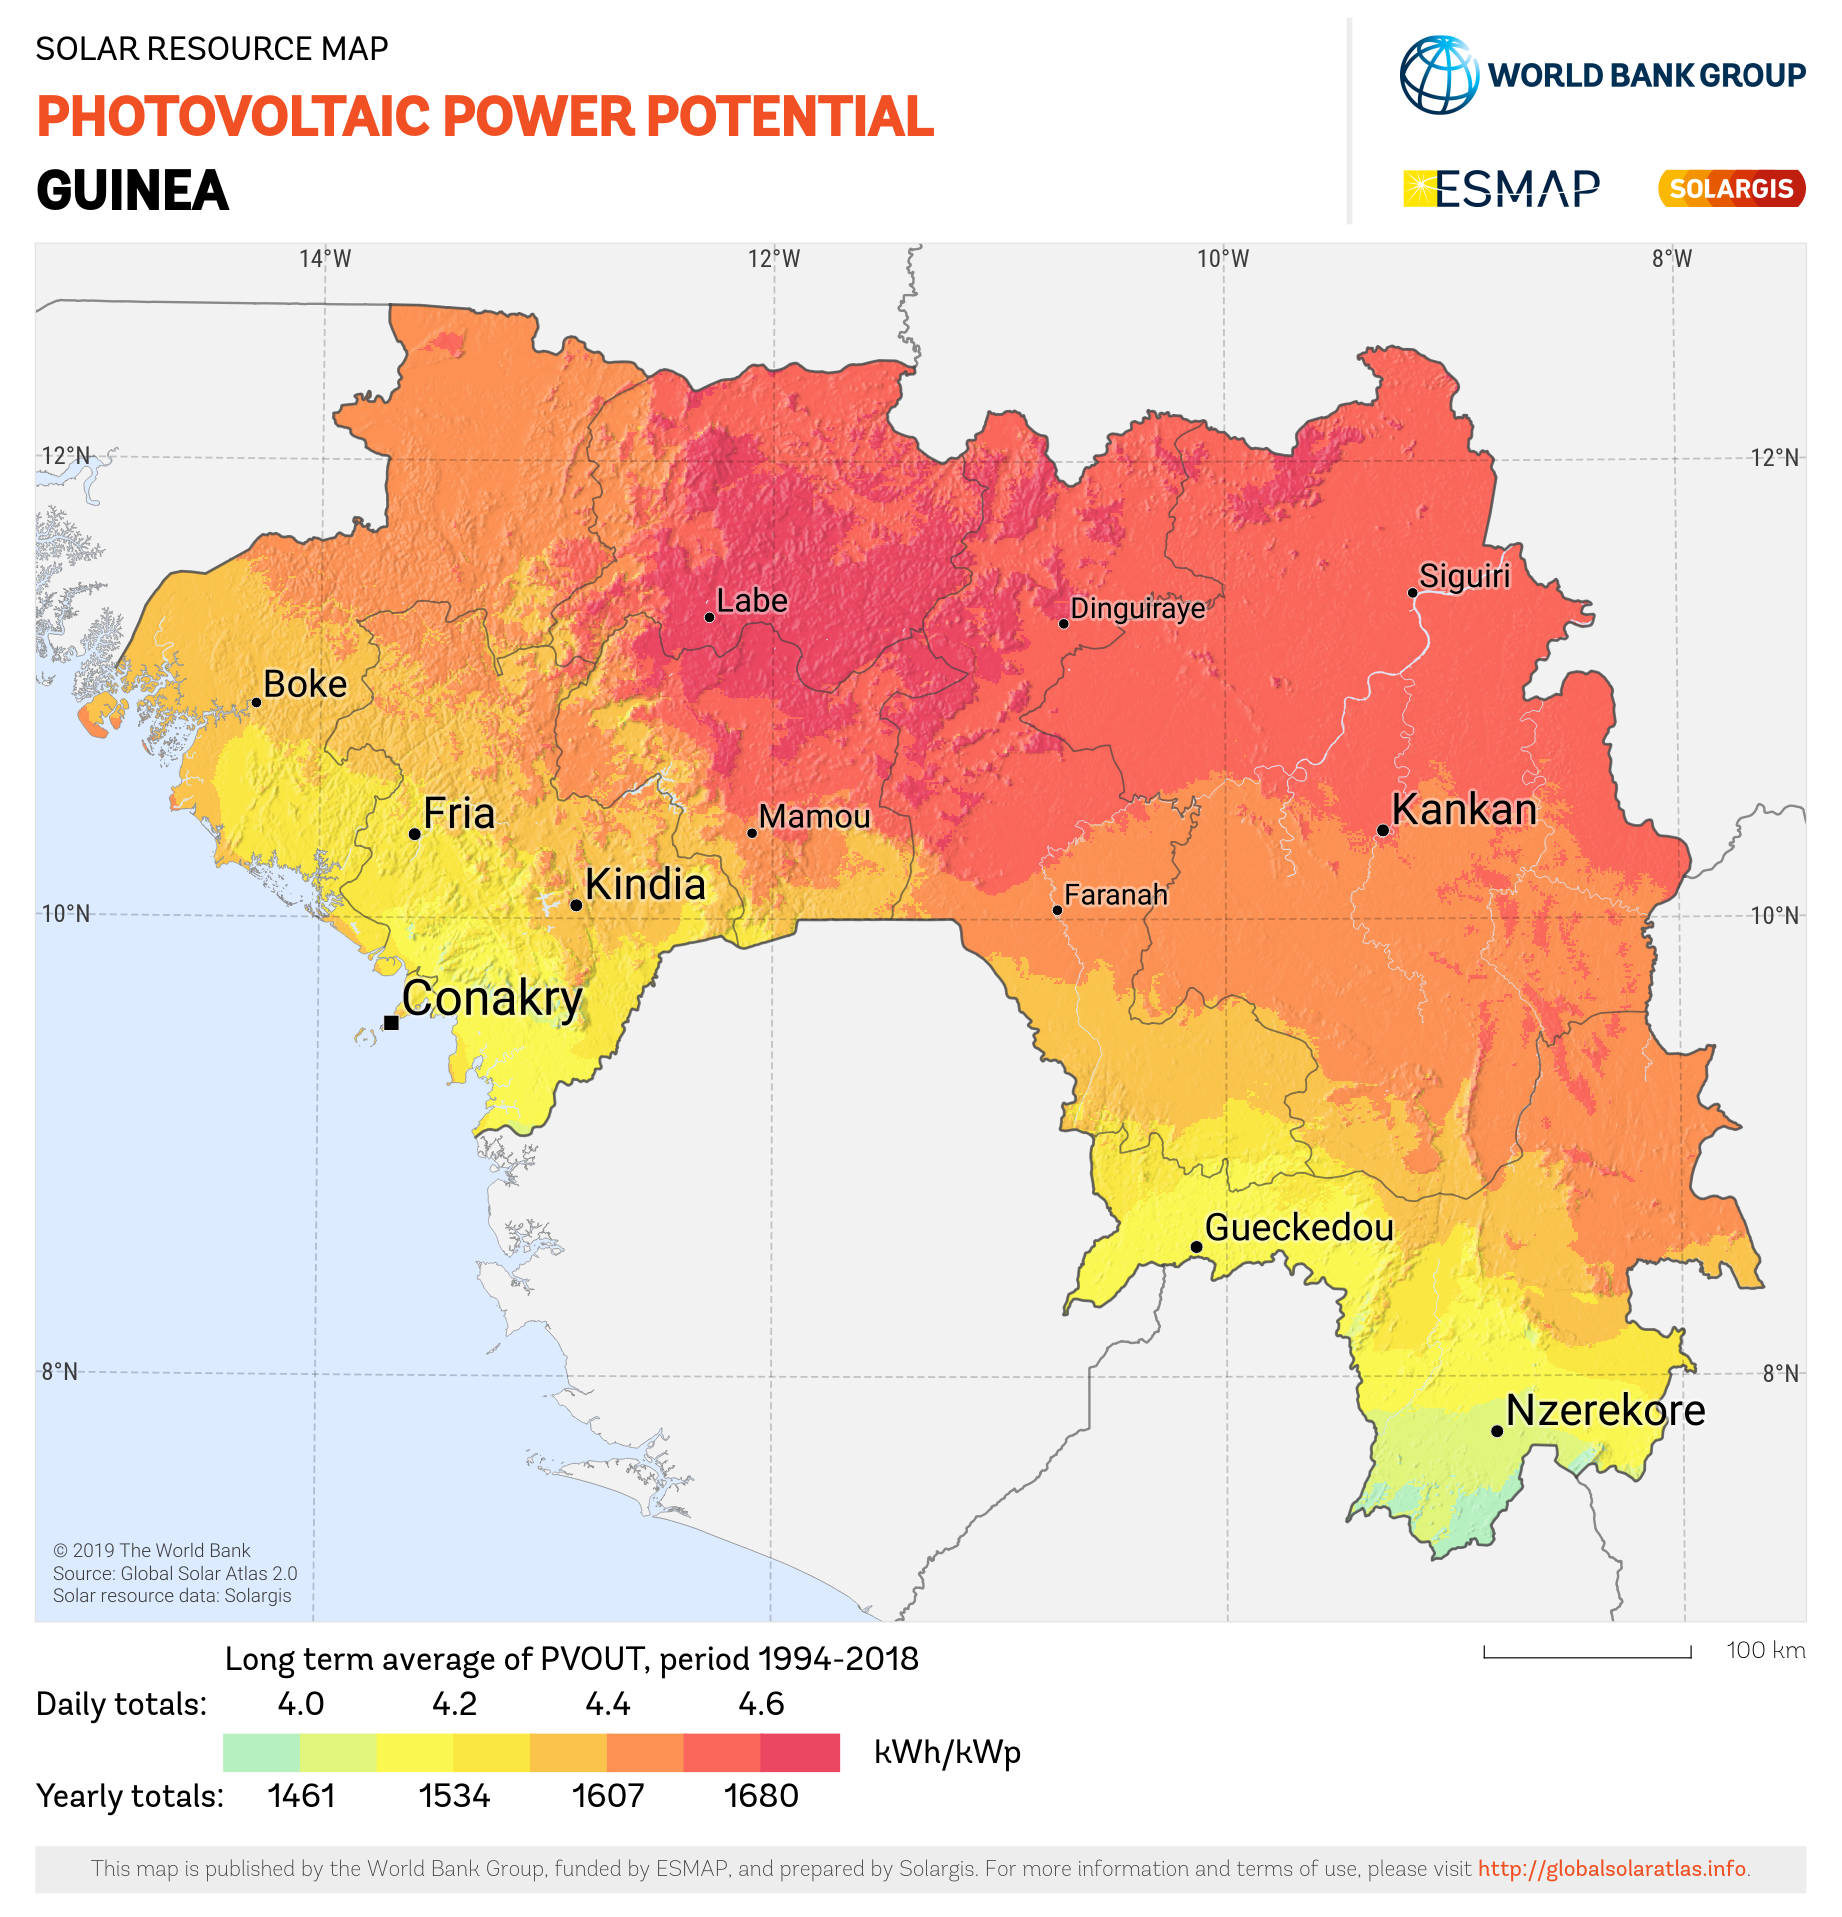 SOLAR RESOURCE MAP
PHOTOVOLTAIC POWER POTENTIAL
GUINEA
WORLD BANK GROUP
ESMAP
SOLARGIS
14°W
12°W
10°W
8°W
12°N
12°N
Siguiri
Labe
Dinguiraye
Boke
Fria
Mamou
Kankan
Kindia
Faranah
10°N
10°N
Conakry
Gueckedou
8°N
8°N
Nzerekore
© 2019 The World Bank
Source: Global Solar Atlas 2.0
Solar resource data: Solargis
100 km
Long term average of PVOUT, period 1994-2018
Daily totals: 4.0 4.2 4.4 4.6
kWh/kWp
Yearly totals: 1461 1534 1607 1680
This map is published by the World Bank Group, funded by ESMAP, and prepared by Solargis. For more information and terms of use, please visit http://globalsolaratlas.info.